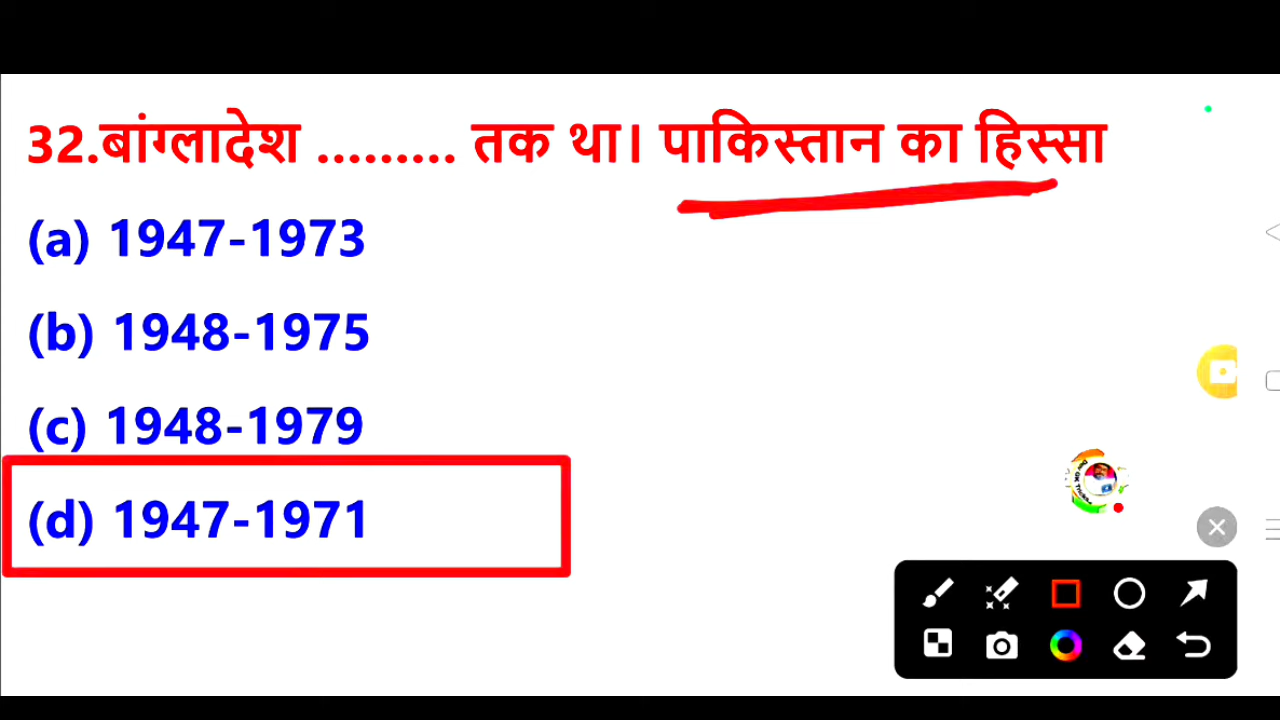 32.बांग्लादेश ......... तक था। पाकिस्तान का हिस्सा
(a) 1947-1973
(b) 1948-1975
(c) 1948-1979
(d) 1947-1971